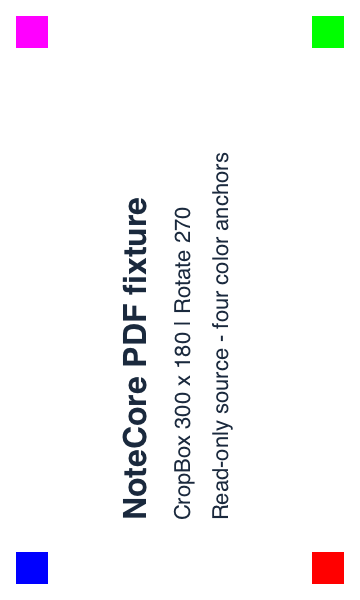 NoteCore PDF fixture
CropBox 300 x 180 | Rotate 270
Read-only source - four color anchors